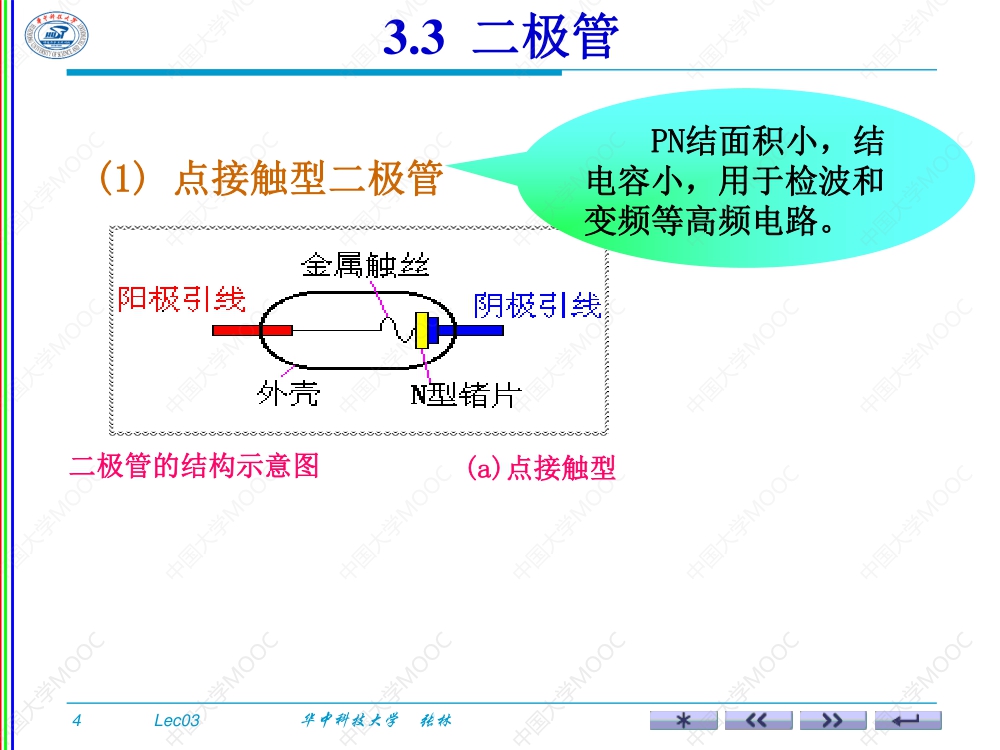 3.3 二极管
PN结面积小，结
电容小，用于检波和
变频等高频电路。
(1) 点接触型二极管
金属触丝
阳极引线
阴极引线
外壳
N型锗片
二极管的结构示意图
(a)点接触型
4
Lec03
华中科技大学 张林
中国大学MOOC